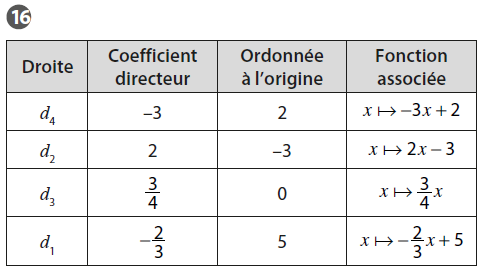 16
Droite | Coefficient directeur | Ordonnée à l'origine | Fonction associée
d₄ | –3 | 2 | x ↦ –3x + 2
d₂ | 2 | –3 | x ↦ 2x – 3
d₃ | 3/4 | 0 | x ↦ 3/4 x
d₁ | –2/3 | 5 | x ↦ –2/3 x + 5